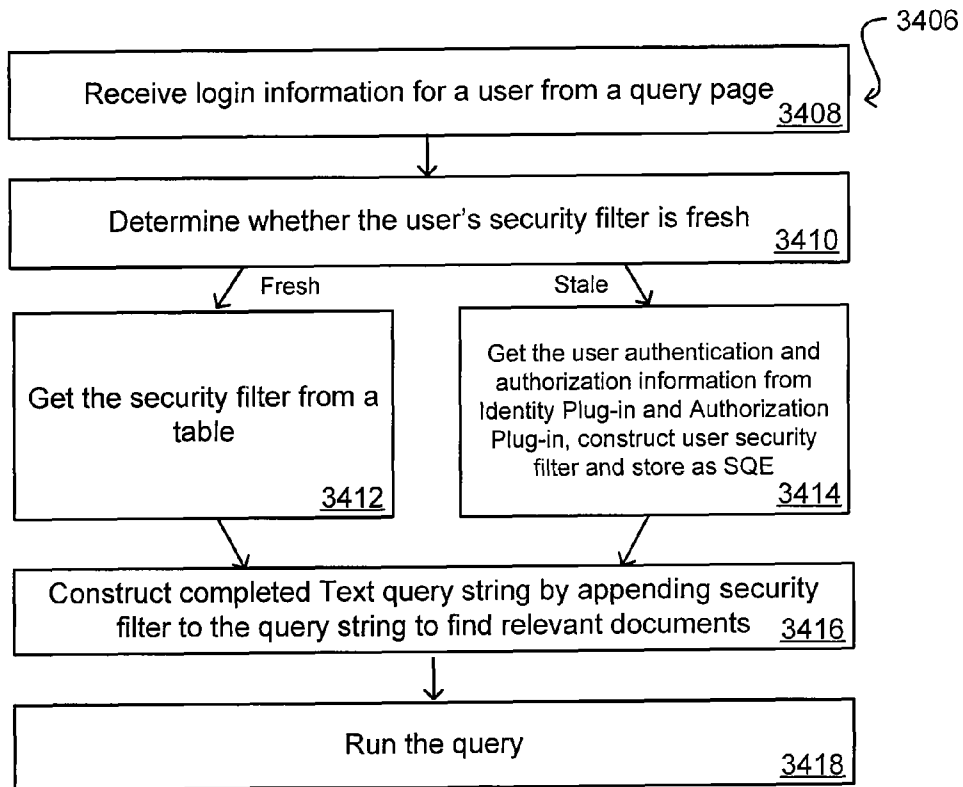 3406
Receive login information for a user from a query page
3408
Determine whether the user's security filter is fresh
3410
Fresh
Stale
Get the security filter from a
table
3412
Get the user authentication and
authorization information from
Identity Plug-in and Authorization
Plug-in, construct user security
filter and store as SQE
3414
Construct completed Text query string by appending security
filter to the query string to find relevant documents
3416
Run the query
3418